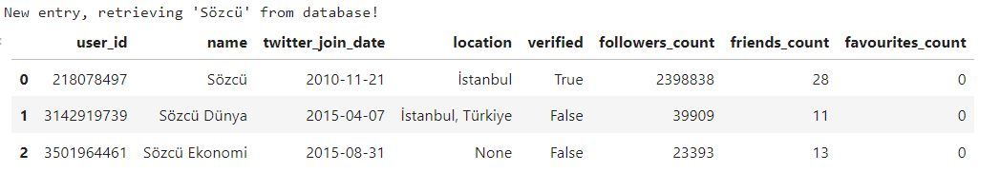 New entry, retrieving 'Sözcü' from database!
user_id name twitter_join_date location verified followers_count friends_count favourites_count
0 218078497 Sözcü 2010-11-21 İstanbul True 2398838 28 0
1 3142919739 Sözcü Dünya 2015-04-07 İstanbul, Türkiye False 39909 11 0
2 3501964461 Sözcü Ekonomi 2015-08-31 None False 23393 13 0